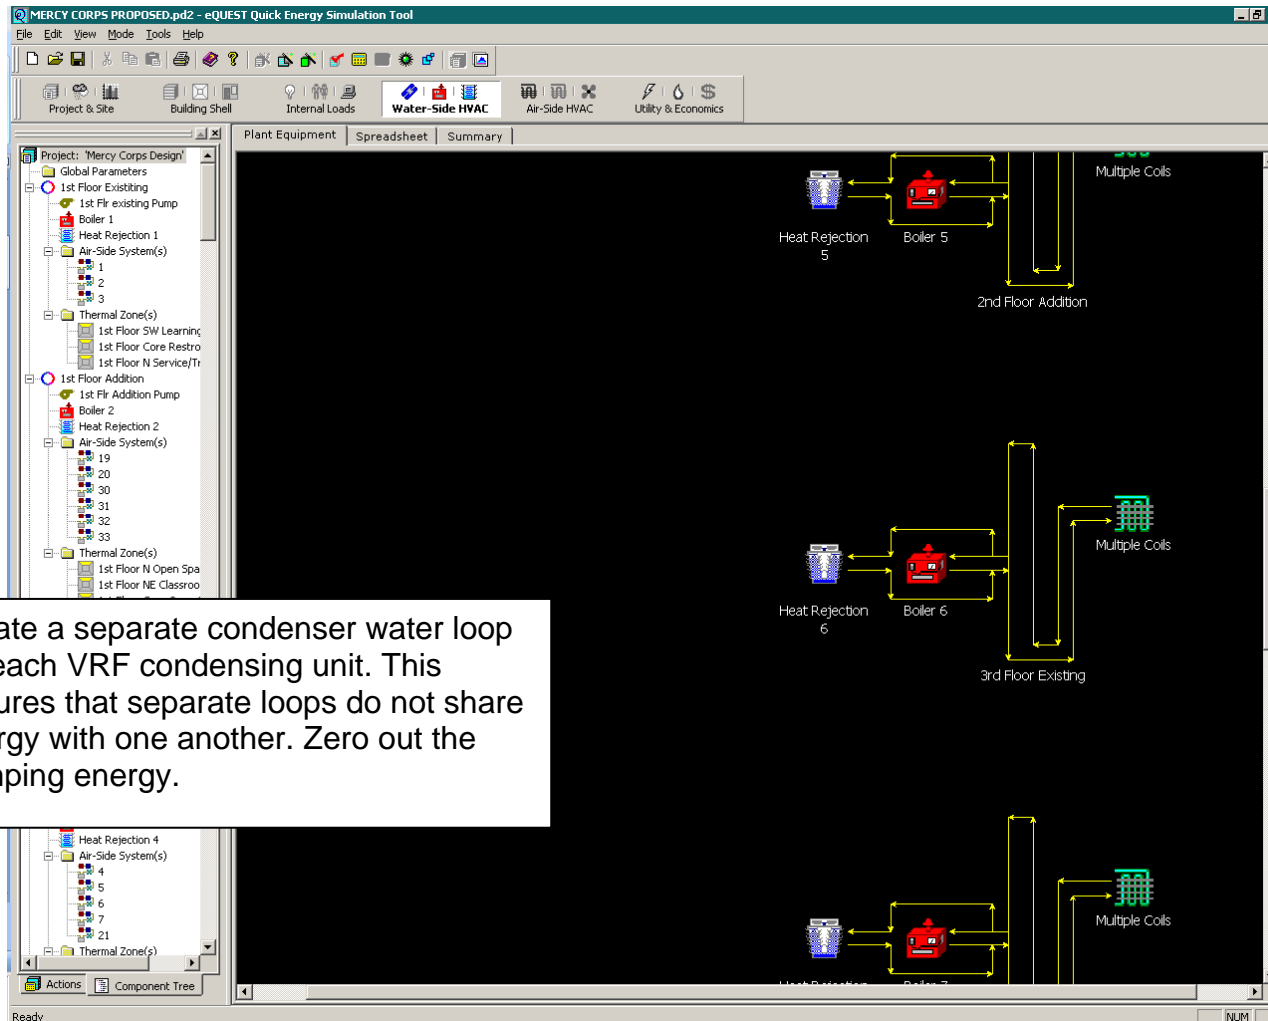 MERCY CORPS PROPOSED.pd2 - eQUEST Quick Energy Simulation Tool
File Edit View Mode Tools Help
Project & Site Building Shell Internal Loads Water-Side HVAC Air-Side HVAC Utility & Economics
Plant Equipment Spreadsheet Summary
Project: 'Mercy Corps Design'
Global Parameters
1st Floor Existiting
1st Flr existing Pump
Boiler 1
Heat Rejection 1
Air-Side System(s)
1
2
3
Thermal Zone(s)
1st Floor SW Learning
1st Floor Core Restro
1st Floor N Service/Tr
1st Floor Addition
1st Flr Addition Pump
Boiler 2
Heat Rejection 2
Air-Side System(s)
19
20
30
31
32
33
Thermal Zone(s)
1st Floor N Open Spa
1st Floor NE Classroo
ate a separate condenser water loop
each VRF condensing unit. This
ures that separate loops do not share
rgy with one another. Zero out the
ping energy.
Heat Rejection 4
Air-Side System(s)
4
5
6
7
21
Thermal Zone(s)
Actions Component Tree
Multiple Coils
Heat Rejection
5
Boiler 5
2nd Floor Addition
Multiple Coils
Heat Rejection
6
Boiler 6
3rd Floor Existing
Multiple Coils
Ready
NUM